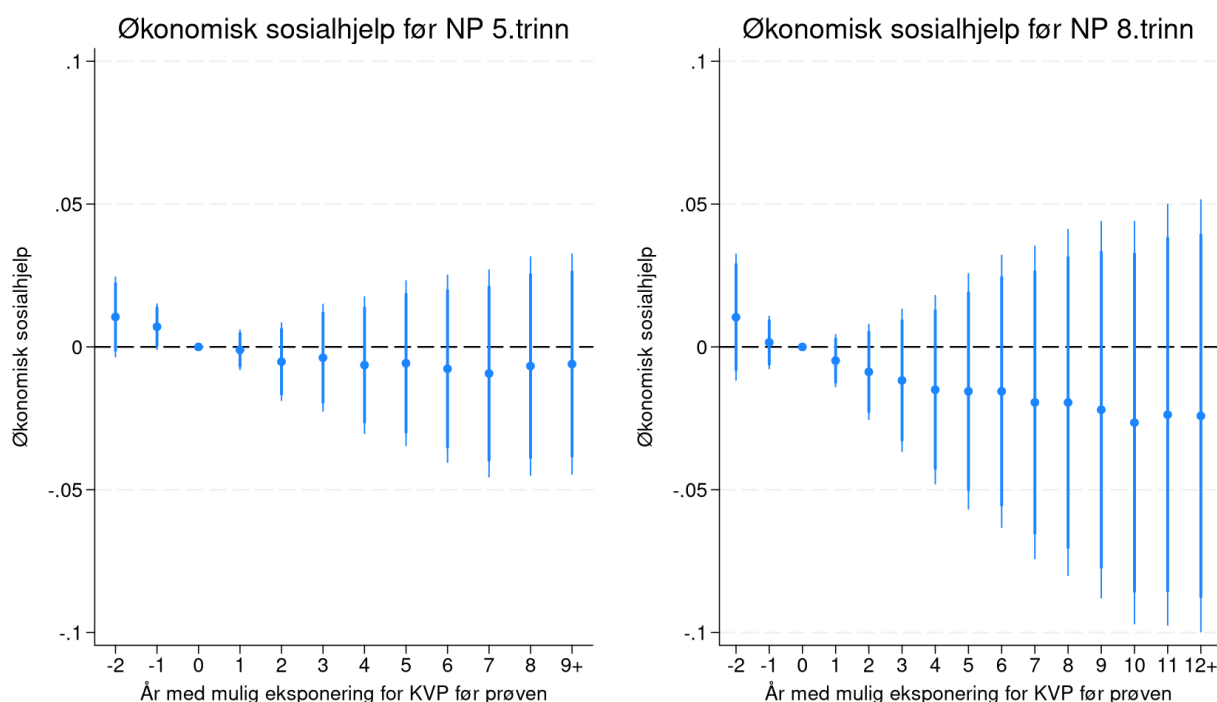 Økonomisk sosialhjelp før NP 5.trinn
.1
.05
0
-.05
-.1
Økonomisk sosialhjelp
-2 -1 0 1 2 3 4 5 6 7 8 9+
År med mulig eksponering for KVP før prøven
Økonomisk sosialhjelp før NP 8.trinn
.1
.05
0
-.05
-.1
Økonomisk sosialhjelp
-2 -1 0 1 2 3 4 5 6 7 8 9 10 11 12+
År med mulig eksponering for KVP før prøven